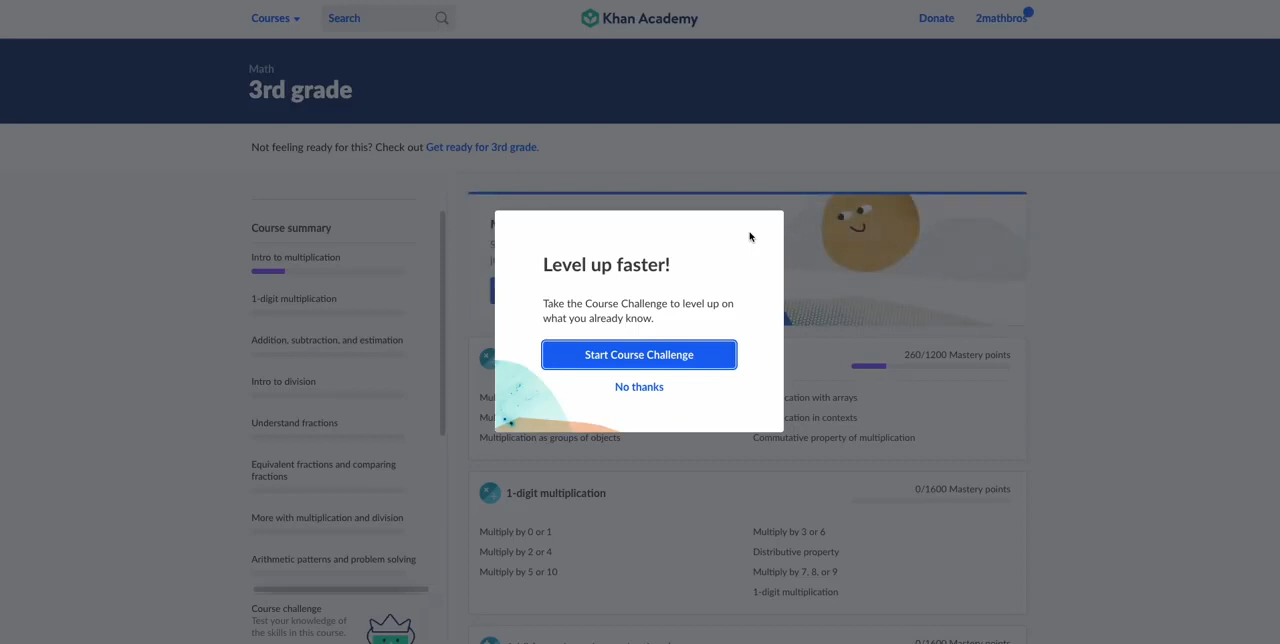 Courses
Search
Khan Academy
Donate
2mathbros
Math
3rd grade
Not feeling ready for this? Check out Get ready for 3rd grade.
Course summary
Intro to multiplication
1-digit multiplication
Addition, subtraction, and estimation
Intro to division
Understand fractions
Equivalent fractions and comparing
fractions
More with multiplication and division
Arithmetic patterns and problem solving
Course challenge
Test your knowledge of
the skills in this course.
Level up faster!
Take the Course Challenge to level up on
what you already know.
Start Course Challenge
No thanks
260/1200 Mastery points
Multiplication as groups of objects
cation with arrays
cation in contexts
Commutative property of multiplication
1-digit multiplication
0/1600 Mastery points
Multiply by 0 or 1
Multiply by 2 or 4
Multiply by 5 or 10
Multiply by 3 or 6
Distributive property
Multiply by 7, 8, or 9
1-digit multiplication